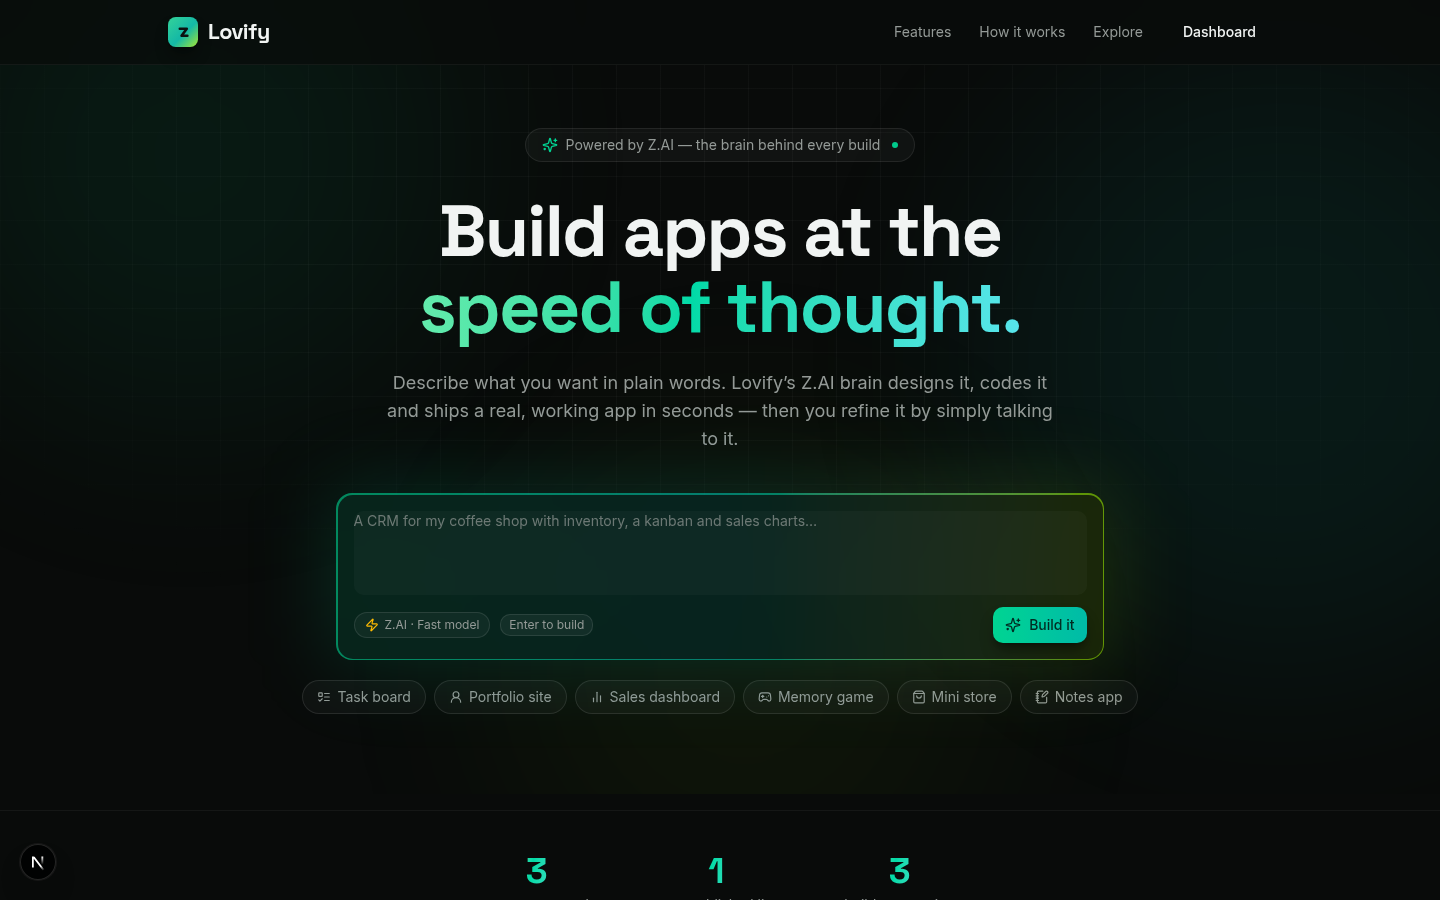 Z Lovify
Features How it works Explore Dashboard
Powered by Z.AI — the brain behind every build
Build apps at the
speed of thought.
Describe what you want in plain words. Lovify’s Z.AI brain designs it, codes it
and ships a real, working app in seconds — then you refine it by simply talking
to it.
A CRM for my coffee shop with inventory, a kanban and sales charts...
Z.AI · Fast model Enter to build Build it
Task board Portfolio site Sales dashboard Memory game Mini store Notes app
3 1 3
N